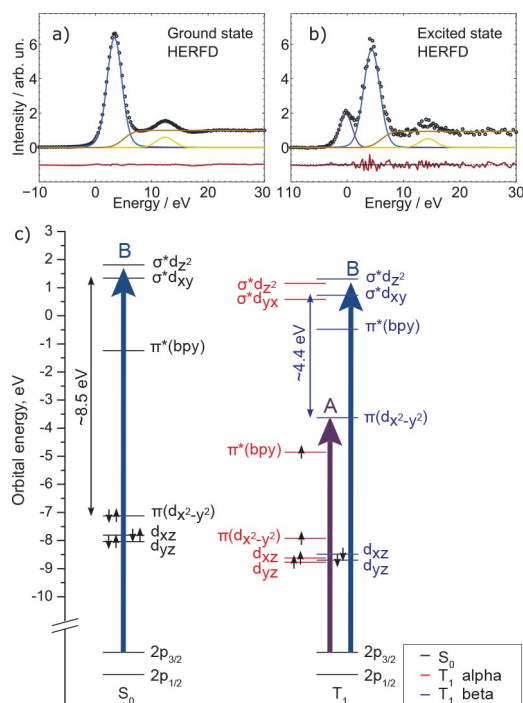 a) Ground state
HERFD
b) Excited state
HERFD
Intensity / arb. un.
6
4
2
0
−10 0 10 20 30
110 0 10 20 30
Energy / eV
Energy / eV
c)
Orbital energy, eV
3
2
1
0
-1
-2
-3
-4
-5
-6
-7
-8
-9
-10
B
σ*dz²
σ*dxy
π*(bpy)
~8.5 eV
π(dx²-y²)
dxz
dyz
2p3/2
2p1/2
S0
B
σ*dz²
σ*dz²
σ*dxy
σ*dyx
π*(bpy)
~4.4 eV
A
π(dx²-y²)
π*(bpy)
π(dx²-y²)
dxz
dyz
dxz
dyz
2p3/2
2p1/2
T1
S0
T1 alpha
T1 beta